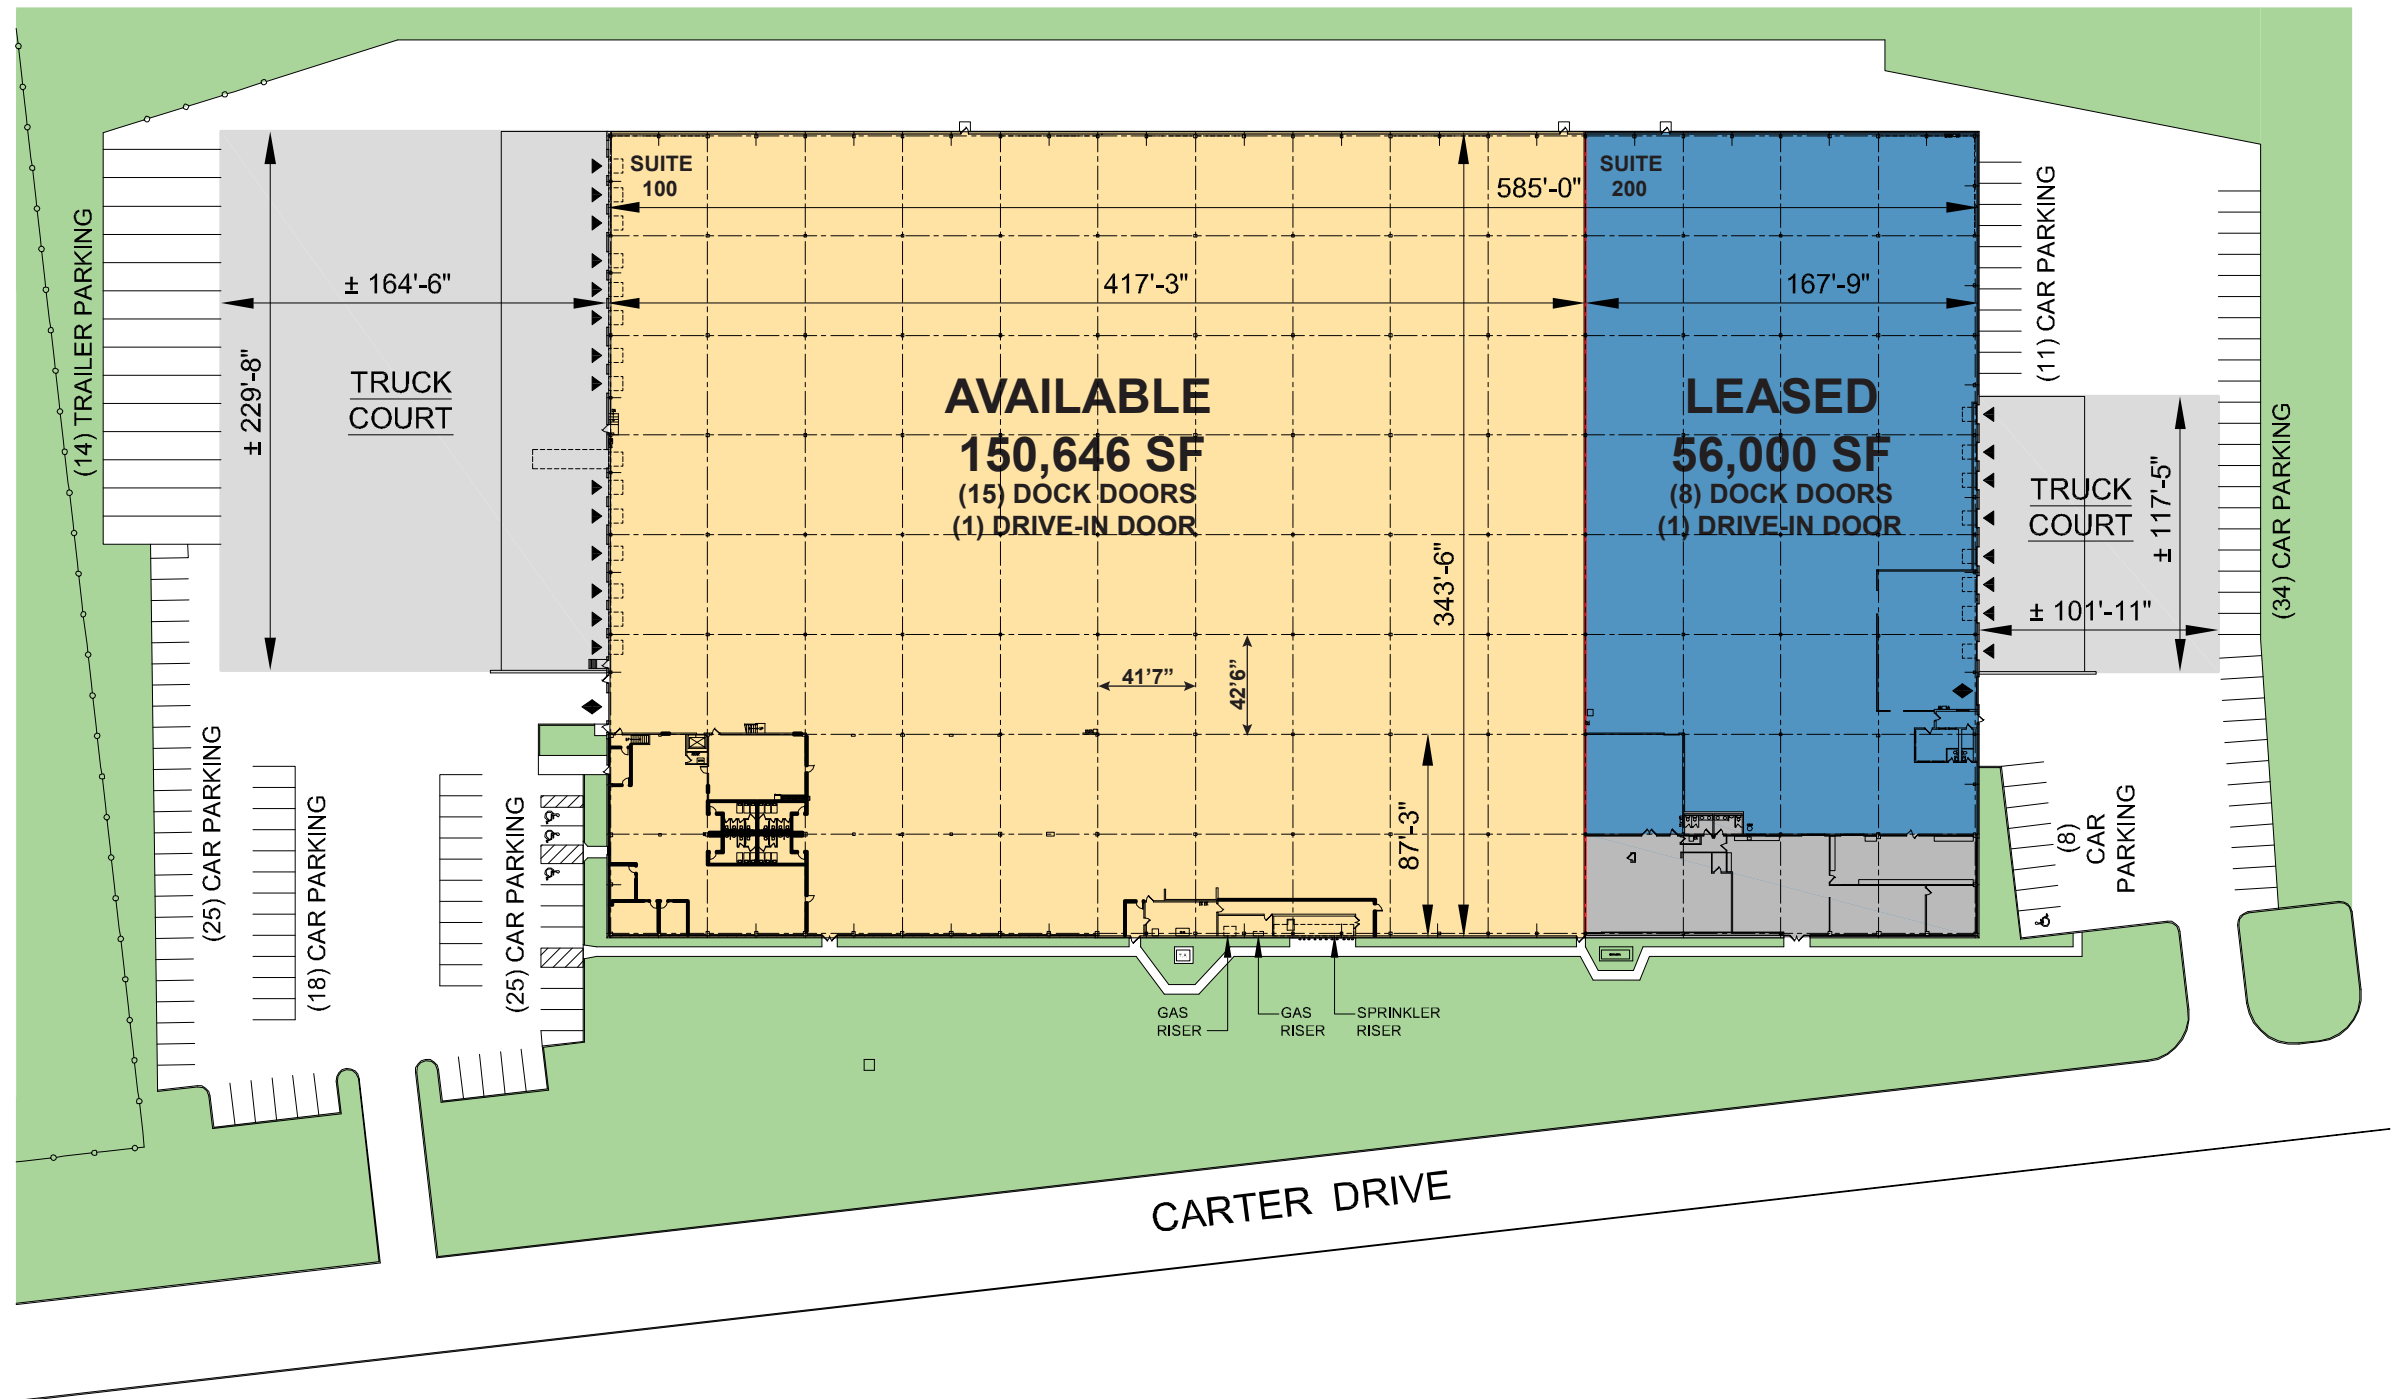 SUITE
100
SUITE
200
585'-0"
± 164'-6"
417'-3"
167'-9"
(14) TRAILER PARKING
± 229'-8"
TRUCK
COURT
AVAILABLE
150,646 SF
(15) DOCK DOORS
(1) DRIVE-IN DOOR
LEASED
56,000 SF
(8) DOCK DOORS
(1) DRIVE-IN DOOR
(11) CAR PARKING
TRUCK
COURT
± 117'-5"
± 101'-11"
(34) CAR PARKING
343'-6"
41'7"
42'6"
87'-3"
(25) CAR PARKING
(18) CAR PARKING
(25) CAR PARKING
(8)
CAR
PARKING
GAS
RISER
GAS
RISER
SPRINKLER
RISER
CARTER DRIVE